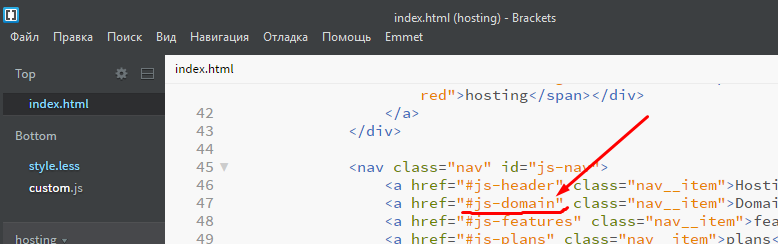 index.html (hosting) - Brackets
Файл Правка Поиск Вид Навигация Отладка Помощь Emmet
Top
index.html
Bottom
style.less
custom.js
hosting
index.html
red">hosting</span></div>
42 </a>
43 </div>
44
45 <nav class="nav" id="js-nav">
46 <a href="#js-header" class="nav__item">Hosti
47 <a href="#js-domain" class="nav__item">Domai
48 <a href="#js-features" class="nav__item">fea
49 <a href="#js-plans" class="nav__item">plans<